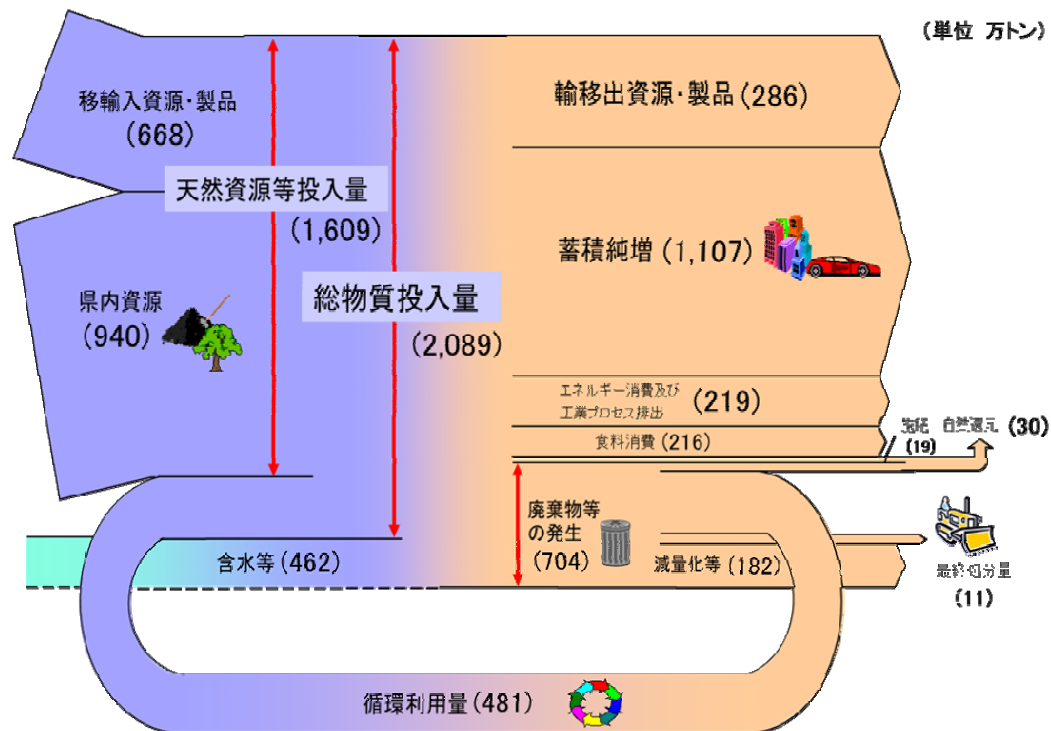 (単位 万トン)
移輸入資源・製品
(668)
輸移出資源・製品(286)
天然資源等投入量
(1,609)
蓄積純増(1,107)
総物質投入量
(2,089)
県内資源
(940)
エネルギー消費及び
工業プロセス排出
(219)
食料消費(216)
施肥
(19)
自然還元(30)
廃棄物等
の発生
(704)
含水等(462)
減量化等(182)
最終処分量
(11)
循環利用量(481)